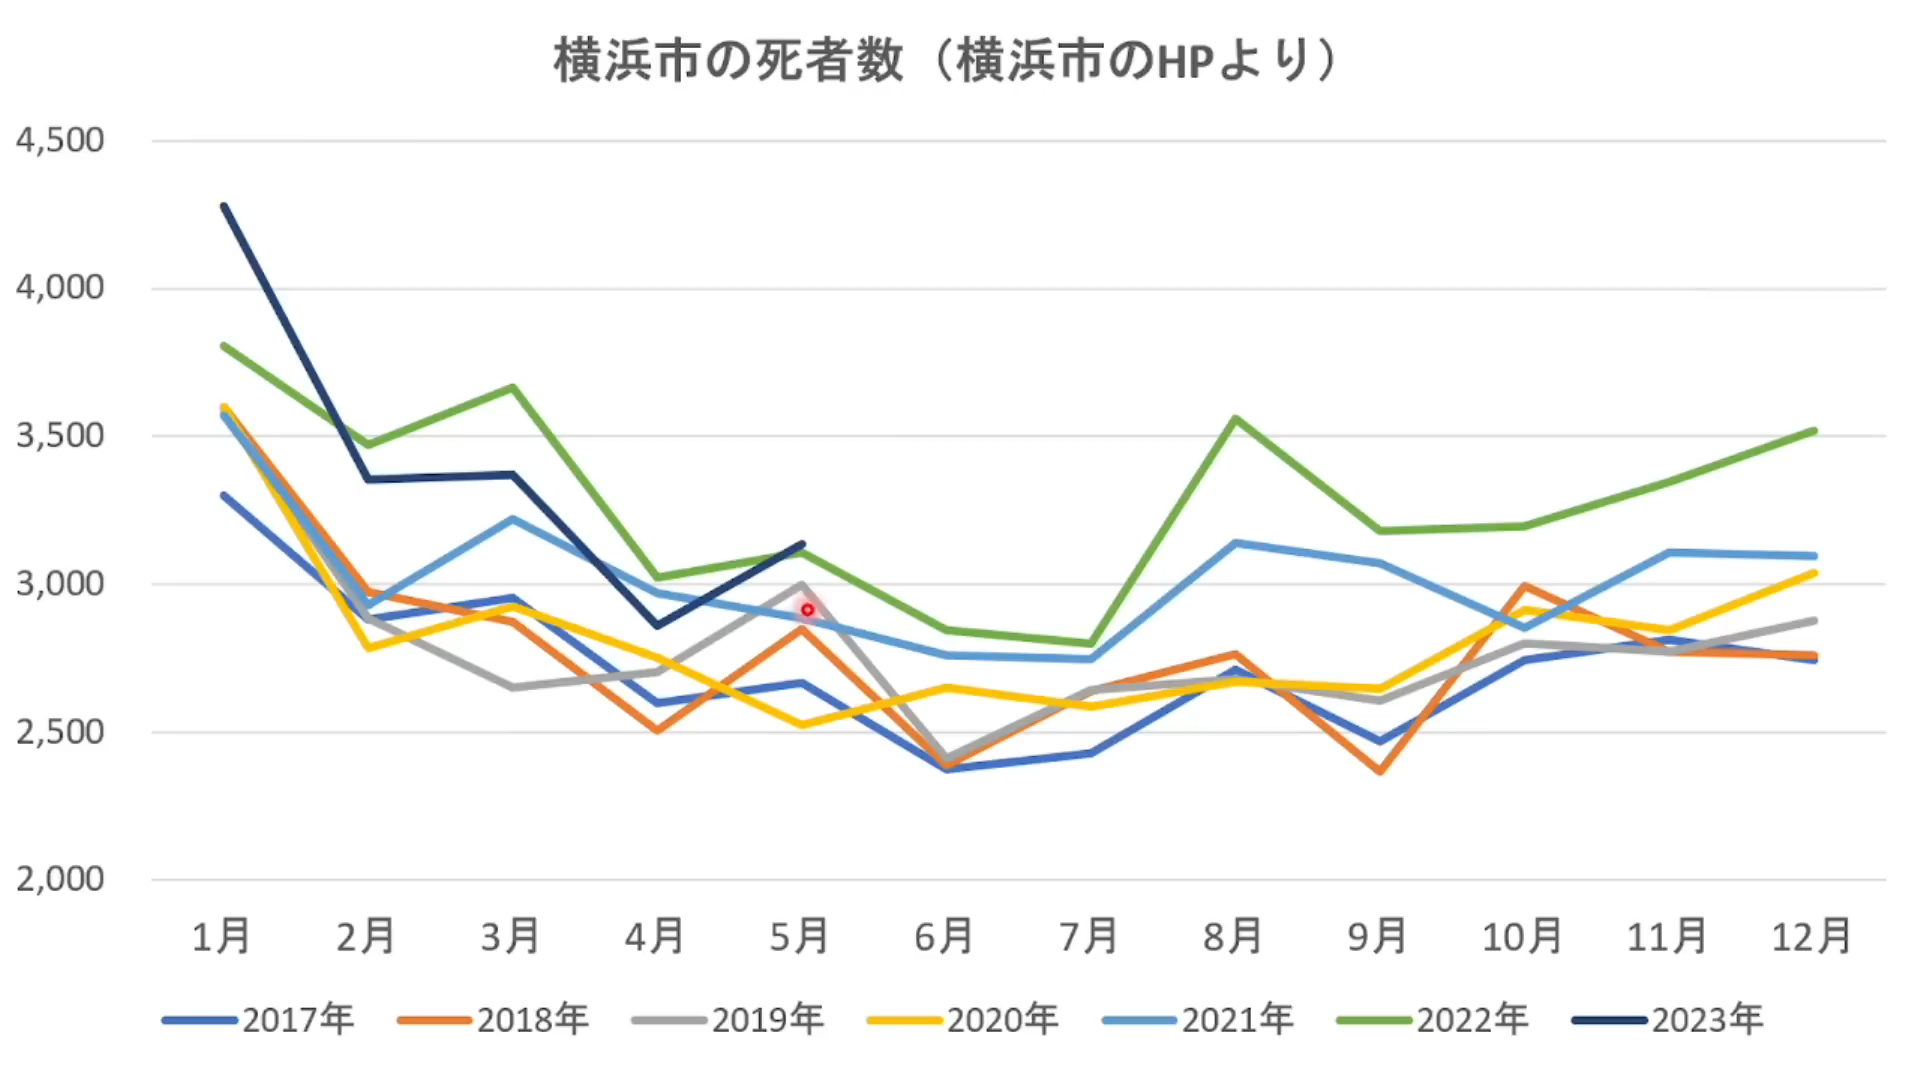 横浜市の死者数（横浜市のHPより）
4,500
4,000
3,500
3,000
2,500
2,000
1月 2月 3月 4月 5月 6月 7月 8月 9月 10月 11月 12月
2017年 2018年 2019年 2020年 2021年 2022年 2023年